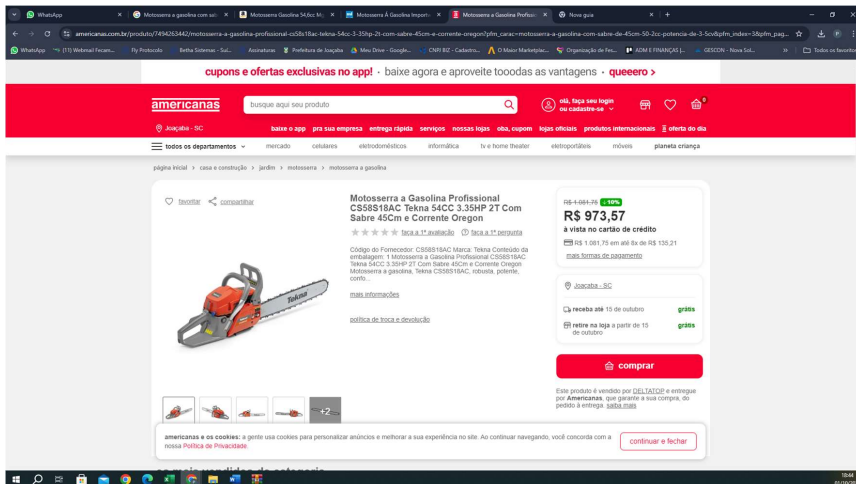 WhatsApp
Motosserra a gasolina com sab
Motosserra Gasolina 54,6cc M
Motosserra À Gasolina Import
Motosserra a Gasolina Profissio
Nova guia
americanas.com.br/produto/7494263442/motosserra-a-gasolina-profissional-cs58s18ac-tekna-54cc-3-35hp-2t-com-sabre-45cm-e-corrente-oregon?pfm_carac=motosserra-a-gasolina-com-sabre-de-45cm-50-2cc-potencia-de-3-5cv&pfm_index=3&pfm_pag...
WhatsApp
(11) Webmail Fecam...
Fly Protocolo
Betha Sistemas - Sui...
Assinaturas
Prefeitura de Joaçaba
Meu Drive - Google...
CNPJ BIZ - Cadastro...
O Maior Marketplac...
Organização de Fes...
ADM E FINANÇAS |...
GESCON - Nova Sol...
Todos os favoritos
cupons e ofertas exclusivas no app! • baixe agora e aproveite tooodas as vantagens • queeero >
americanas
busque aqui seu produto
olá, faça seu login
ou cadastre-se
0
Joaçaba - SC
baixe o app pra sua empresa entrega rápida serviços nossas lojas oba, cupom lojas oficiais produtos internacionais oferta do dia
todos os departamentos mercado celulares eletrodomésticos informática tv e home theater eletroportáteis móveis planeta criança
página inicial > casa e construção > jardim > motosserra > motosserra a gasolina
favoritar compartilhar
Motosserra a Gasolina Profissional
CS58S18AC Tekna 54CC 3.35HP 2T Com
Sabre 45Cm e Corrente Oregon
faça a 1ª avaliação faça a 1ª pergunta
Código do Fornecedor: CS58S18AC Marca: Tekna Conteúdo da
embalagem: 1 Motosserra a Gasolina Profissional CS58S18AC
Tekna 54CC 3.35HP 2T Com Sabre 45Cm e Corrente Oregon
Motosserra a gasolina, Tekna CS58S18AC, robusta, potente,
confo...
mais informações
política de troca e devolução
Tekna
+2
R$ 1.081,75 10%
R$ 973,57
à vista no cartão de crédito
R$ 1.081,75 em até 8x de R$ 135,21
mais formas de pagamento
Joaçaba - SC
receba até 15 de outubro grátis
retire na loja a partir de 15 grátis
de outubro
comprar
Este produto é vendido por DELTATOP e entregue
por Americanas, que garante a sua compra, do
pedido à entrega. saiba mais
americanas e os cookies: a gente usa cookies para personalizar anúncios e melhorar a sua experiência no site. Ao continuar navegando, você concorda com a
nossa Política de Privacidade.
continuar e fechar
18:44